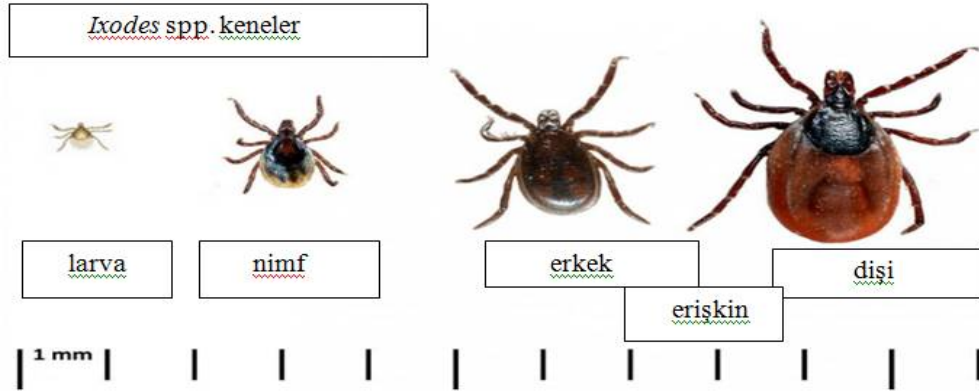 Ixodes spp. keneler
larva
nimf
erkek
dişi
erişkin
1 mm